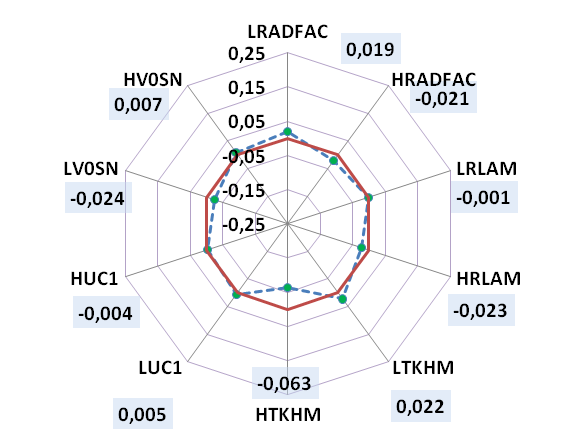 LRADFAC
0,019
0,25
HV0SN
HRADFAC
0,15
0,007
-0,021
0,05
-0,05
LV0SN
LRLAM
-0,15
-0,024
-0,001
-0,25
HUC1
HRLAM
-0,004
-0,023
LUC1
LTKHM
-0,063
0,022
0,005
HTKHM